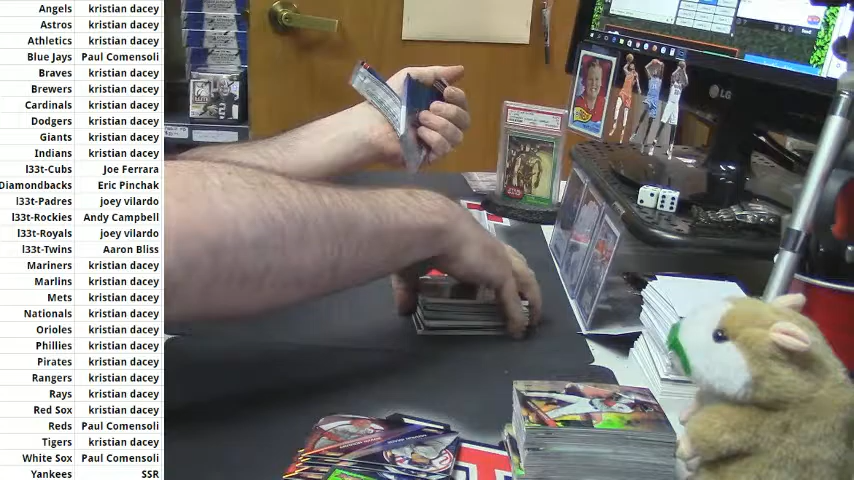 Angels kristian dacey
Astros kristian dacey
Athletics kristian dacey
Blue Jays Paul Comensoli
Braves kristian dacey
Brewers kristian dacey
Cardinals kristian dacey
Dodgers kristian dacey
Giants kristian dacey
Indians kristian dacey
l33t-Cubs Joe Ferrara
Diamondbacks Eric Pinchak
l33t-Padres joey vilardo
l33t-Rockies Andy Campbell
l33t-Royals joey vilardo
l33t-Twins Aaron Bliss
Mariners kristian dacey
Marlins kristian dacey
Mets kristian dacey
Nationals kristian dacey
Orioles kristian dacey
Phillies kristian dacey
Pirates kristian dacey
Rangers kristian dacey
Rays kristian dacey
Red Sox kristian dacey
Reds Paul Comensoli
Tigers kristian dacey
White Sox Paul Comensoli
Yankees SSR
LG